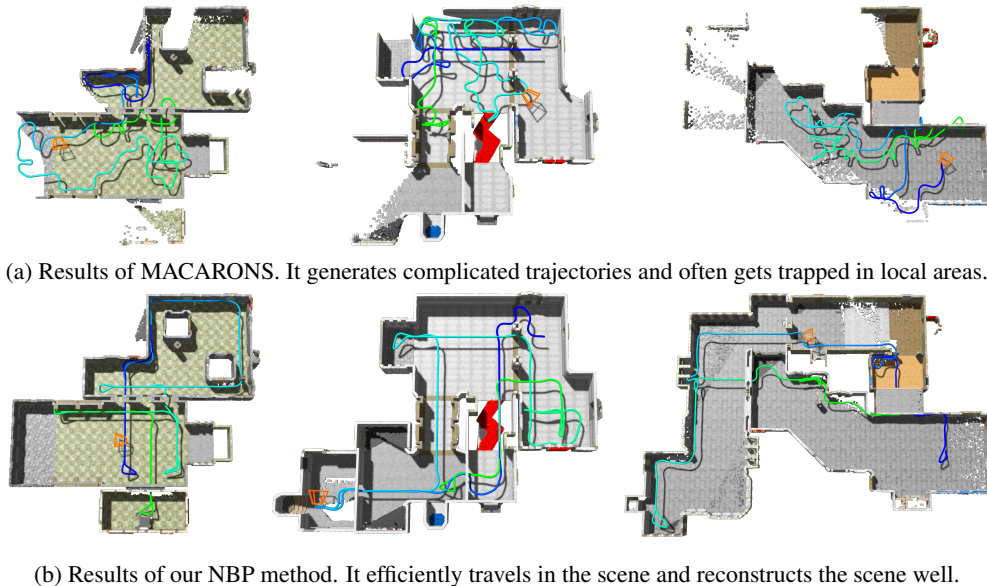 (a) Results of MACARONS. It generates complicated trajectories and often gets trapped in local areas.
(b) Results of our NBP method. It efficiently travels in the scene and reconstructs the scene well.